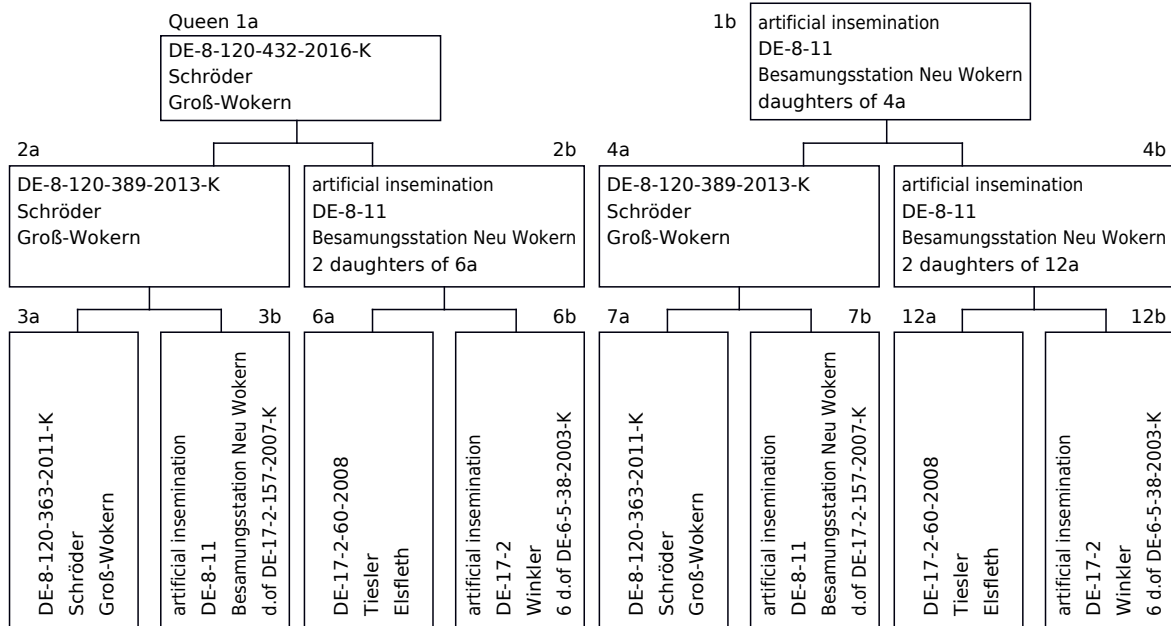 Queen 1a
DE-8-120-432-2016-K
Schröder
Groß-Wokern
1b
artificial insemination
DE-8-11
Besamungsstation Neu Wokern
daughters of 4a
2a
DE-8-120-389-2013-K
Schröder
Groß-Wokern
2b
artificial insemination
DE-8-11
Besamungsstation Neu Wokern
2 daughters of 6a
4a
DE-8-120-389-2013-K
Schröder
Groß-Wokern
4b
artificial insemination
DE-8-11
Besamungsstation Neu Wokern
2 daughters of 12a
3a
DE-8-120-363-2011-K
Schröder
Groß-Wokern
3b
artificial insemination
DE-8-11
Besamungsstation Neu Wokern
d.of DE-17-2-157-2007-K
6a
DE-17-2-60-2008
Tiesler
Elsfleth
6b
artificial insemination
DE-17-2
Winkler
6 d.of DE-6-5-38-2003-K
7a
DE-8-120-363-2011-K
Schröder
Groß-Wokern
7b
artificial insemination
DE-8-11
Besamungsstation Neu Wokern
d.of DE-17-2-157-2007-K
12a
DE-17-2-60-2008
Tiesler
Elsfleth
12b
artificial insemination
DE-17-2
Winkler
6 d.of DE-6-5-38-2003-K